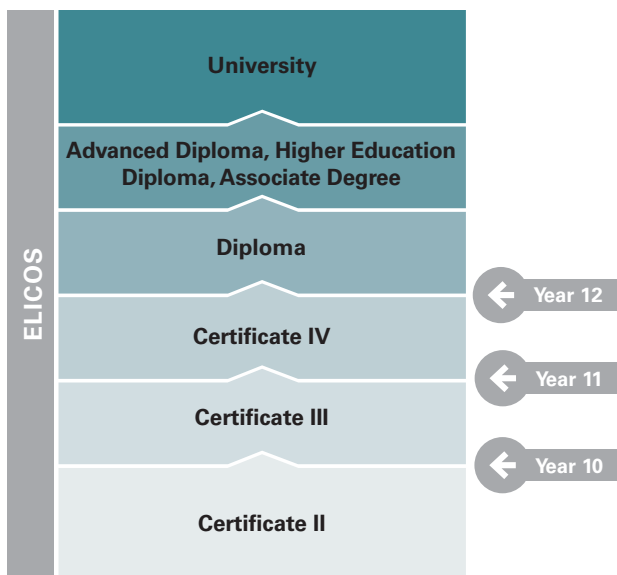 ELICOS
University
Advanced Diploma, Higher Education
Diploma, Associate Degree
Diploma
Year 12
Certificate IV
Year 11
Certificate III
Year 10
Certificate II